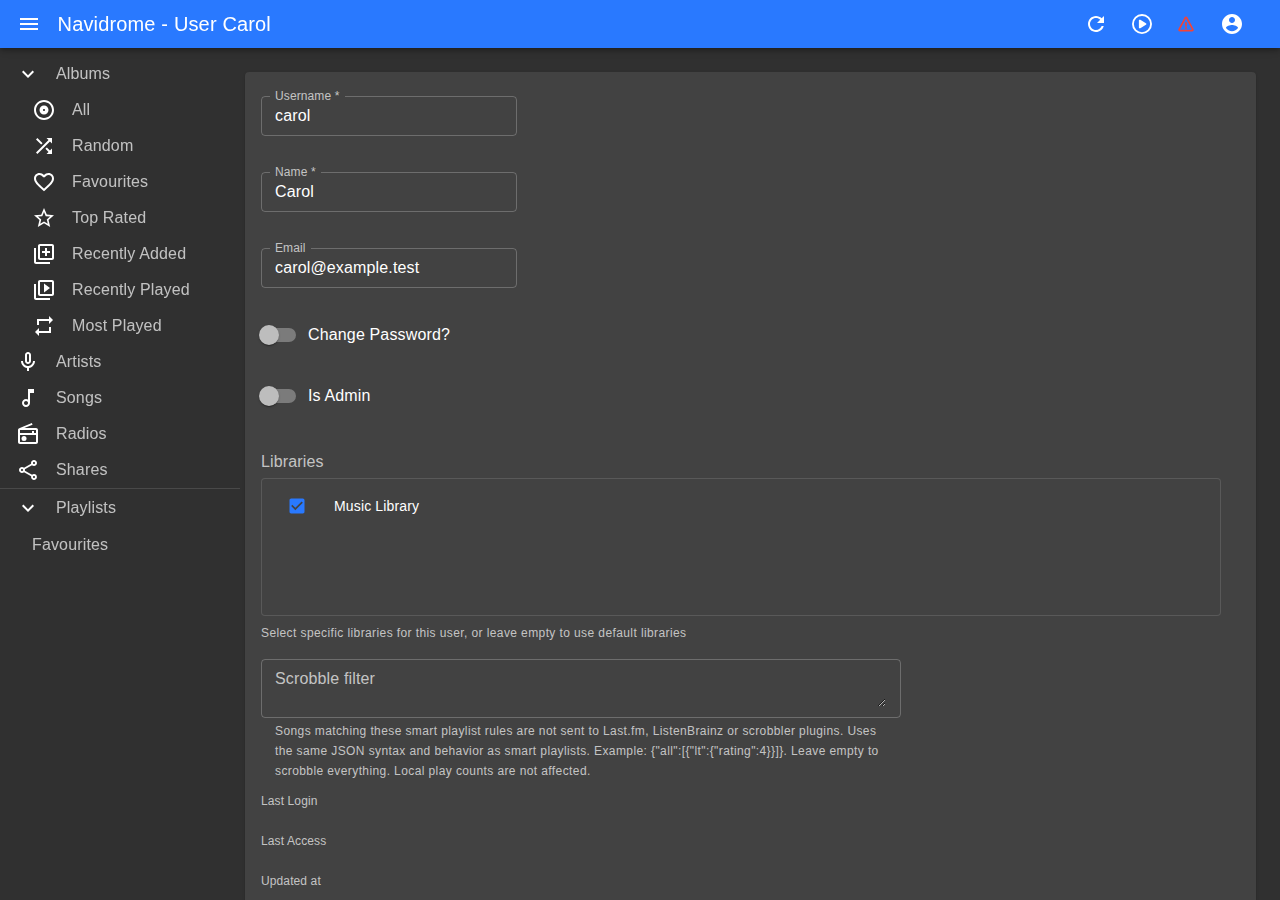 Navidrome - User Carol
Albums
All
Random
Favourites
Top Rated
Recently Added
Recently Played
Most Played
Artists
Songs
Radios
Shares
Playlists
Favourites
Username *
carol
Name *
Carol
Email
carol@example.test
Change Password?
Is Admin
Libraries
Music Library
Select specific libraries for this user, or leave empty to use default libraries
Scrobble filter
Songs matching these smart playlist rules are not sent to Last.fm, ListenBrainz or scrobbler plugins. Uses
the same JSON syntax and behavior as smart playlists. Example: {"all":[{"lt":{"rating":4}}]}. Leave empty to
scrobble everything. Local play counts are not affected.
Last Login
Last Access
Updated at